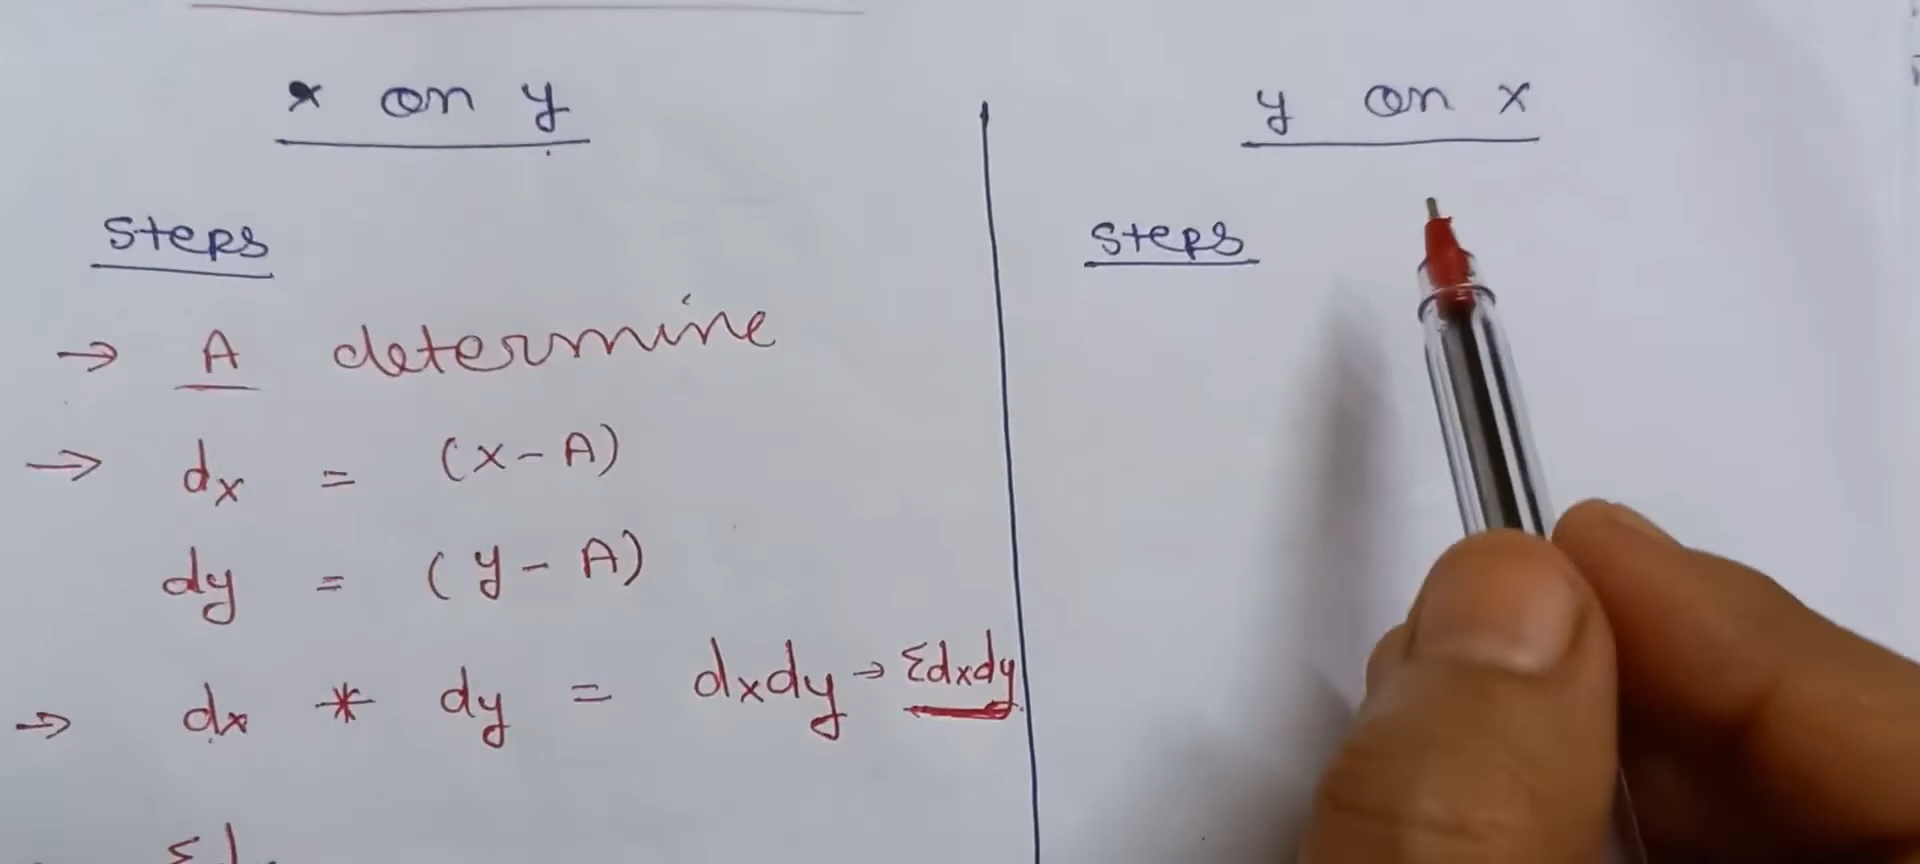 x on y
Steps
→ A determine
→ dx = (x - A)
dy = (y - A)
→ dx * dy = dxdy → Σdxdy
y on x
Steps